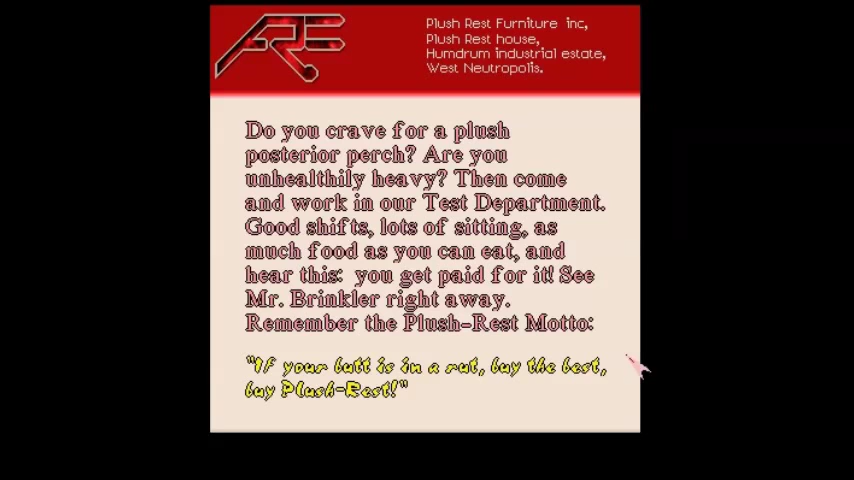 Plush Rest Furniture inc,
Plush Rest house,
Humdrum industrial estate,
West Neutropolis.
Do you crave for a plush
posterior perch? Are you
unhealthily heavy? Then come
and work in our Test Department.
Good shifts, lots of sitting, as
much food as you can eat, and
hear this: you get paid for it! See
Mr. Brinkler right away.
Remember the Plush-Rest Motto:
"If your butt is in a rut, buy the best,
buy Plush-Rest!"